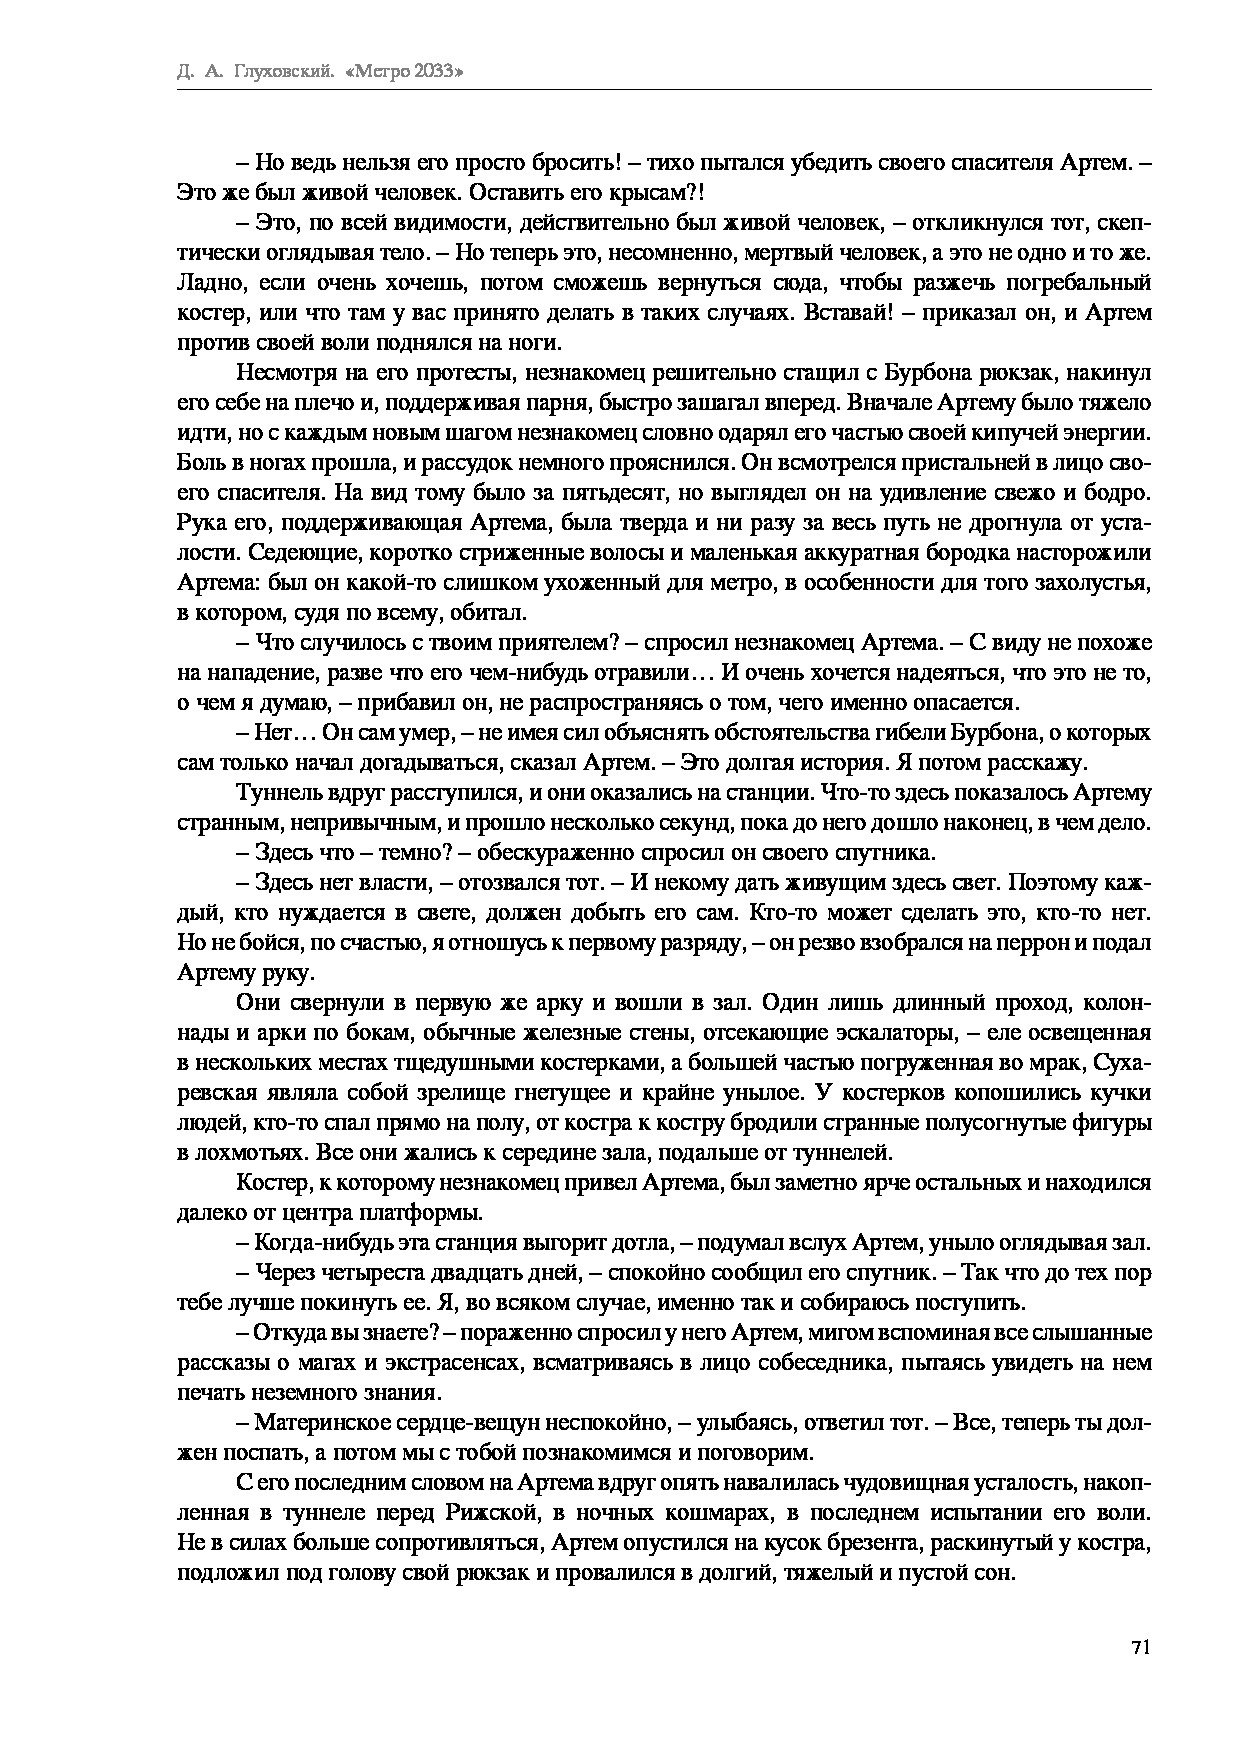 Д. А. Глуховский. «Метро 2033»
– Но ведь нельзя его просто бросить! – тихо пытался убедить своего спасителя Артем. –
Это же был живой человек. Оставить его крысам?!
– Это, по всей видимости, действительно был живой человек, – откликнулся тот, скеп-
тически оглядывая тело. – Но теперь это, несомненно, мертвый человек, а это не одно и то же.
Ладно, если очень хочешь, потом сможешь вернуться сюда, чтобы разжечь погребальный
костер, или что там у вас принято делать в таких случаях. Вставай! – приказал он, и Артем
против своей воли поднялся на ноги.
Несмотря на его протесты, незнакомец решительно стащил с Бурбона рюкзак, накинул
его себе на плечо и, поддерживая парня, быстро зашагал вперед. Вначале Артему было тяжело
идти, но с каждым новым шагом незнакомец словно одарял его частью своей кипучей энергии.
Боль в ногах прошла, и рассудок немного прояснился. Он всмотрелся пристальней в лицо сво-
его спасителя. На вид тому было за пятьдесят, но выглядел он на удивление свежо и бодро.
Рука его, поддерживающая Артема, была тверда и ни разу за весь путь не дрогнула от уста-
лости. Седеющие, коротко стриженные волосы и маленькая аккуратная бородка насторожили
Артема: был он какой-то слишком ухоженный для метро, в особенности для того захолустья,
в котором, судя по всему, обитал.
– Что случилось с твоим приятелем? – спросил незнакомец Артема. – С виду не похоже
на нападение, разве что его чем-нибудь отравили… И очень хочется надеяться, что это не то,
о чем я думаю, – прибавил он, не распространяясь о том, чего именно опасается.
– Нет… Он сам умер, – не имея сил объяснять обстоятельства гибели Бурбона, о которых
сам только начал догадываться, сказал Артем. – Это долгая история. Я потом расскажу.
Туннель вдруг расступился, и они оказались на станции. Что-то здесь показалось Артему
странным, непривычным, и прошло несколько секунд, пока до него дошло наконец, в чем дело.
– Здесь что – темно? – обескураженно спросил он своего спутника.
– Здесь нет власти, – отозвался тот. – И некому дать живущим здесь свет. Поэтому каж-
дый, кто нуждается в свете, должен добыть его сам. Кто-то может сделать это, кто-то нет.
Но не бойся, по счастью, я отношусь к первому разряду, – он резво взобрался на перрон и подал
Артему руку.
Они свернули в первую же арку и вошли в зал. Один лишь длинный проход, колон-
нады и арки по бокам, обычные железные стены, отсекающие эскалаторы, – еле освещенная
в нескольких местах тщедушными костерками, а большей частью погруженная во мрак, Суха-
ревская являла собой зрелище гнетущее и крайне унылое. У костерков копошились кучки
людей, кто-то спал прямо на полу, от костра к костру бродили странные полусогнутые фигуры
в лохмотьях. Все они жались к середине зала, подальше от туннелей.
Костер, к которому незнакомец привел Артема, был заметно ярче остальных и находился
далеко от центра платформы.
– Когда-нибудь эта станция выгорит дотла, – подумал вслух Артем, уныло оглядывая зал.
– Через четыреста двадцать дней, – спокойно сообщил его спутник. – Так что до тех пор
тебе лучше покинуть ее. Я, во всяком случае, именно так и собираюсь поступить.
– Откуда вы знаете? – пораженно спросил у него Артем, мигом вспоминая все слышанные
рассказы о магах и экстрасенсах, всматриваясь в лицо собеседника, пытаясь увидеть на нем
печать неземного знания.
– Материнское сердце-вещун неспокойно, – улыбаясь, ответил тот. – Все, теперь ты дол-
жен поспать, а потом мы с тобой познакомимся и поговорим.
С его последним словом на Артема вдруг опять навалилась чудовищная усталость, накоп-
ленная в туннеле перед Рижской, в ночных кошмарах, в последнем испытании его воли.
Не в силах больше сопротивляться, Артем опустился на кусок брезента, раскинутый у костра,
подложил под голову свой рюкзак и провалился в долгий, тяжелый и пустой сон.
71